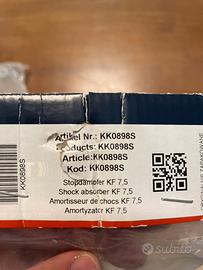 Artikel Nr.: KK0898S
Products: KK0898S
Article: KK0898S
Kod: KK0898S
Stoßdämpfer KF 7,5
Shock absorber KF 7,5
Amortisseur de chocs KF 7,5
Amortyzator KF 7,5
KK0898S
subito